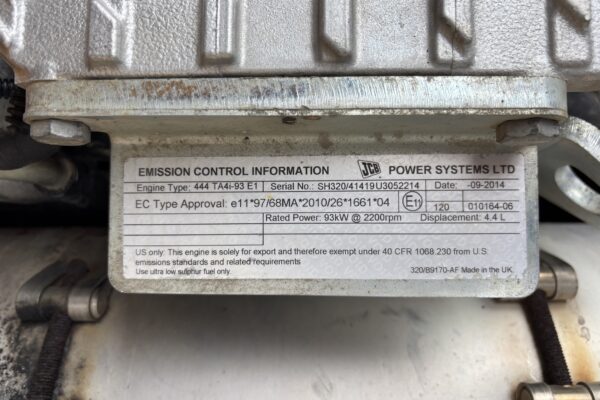 EMISSION CONTROL INFORMATION JCB POWER SYSTEMS LTD
Engine Type: 444 TA4i-93 E1 Serial No.: SH320/41419U3052214 Date: -09-2014
EC Type Approval: e11*97/68MA*2010/26*1661*04 E11 120 010164-06
Rated Power: 93kW @ 2200rpm Displacement: 4.4 L
US only: This engine is solely for export and therefore exempt under 40 CFR 1068.230 from U.S.
emissions standards and related requirements
Use ultra low sulphur fuel only. 320/B9170-AF Made in the UK